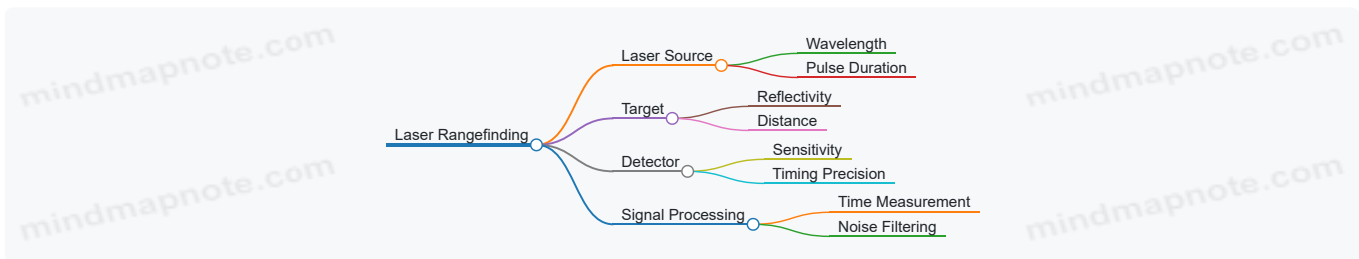 mindmapnote.com
mindmapnote.com
Laser Rangefinding
Laser Source
Wavelength
Pulse Duration
Target
Reflectivity
Distance
Detector
Sensitivity
Timing Precision
Signal Processing
Time Measurement
Noise Filtering
mindmapnote.com
mindmapnote.com